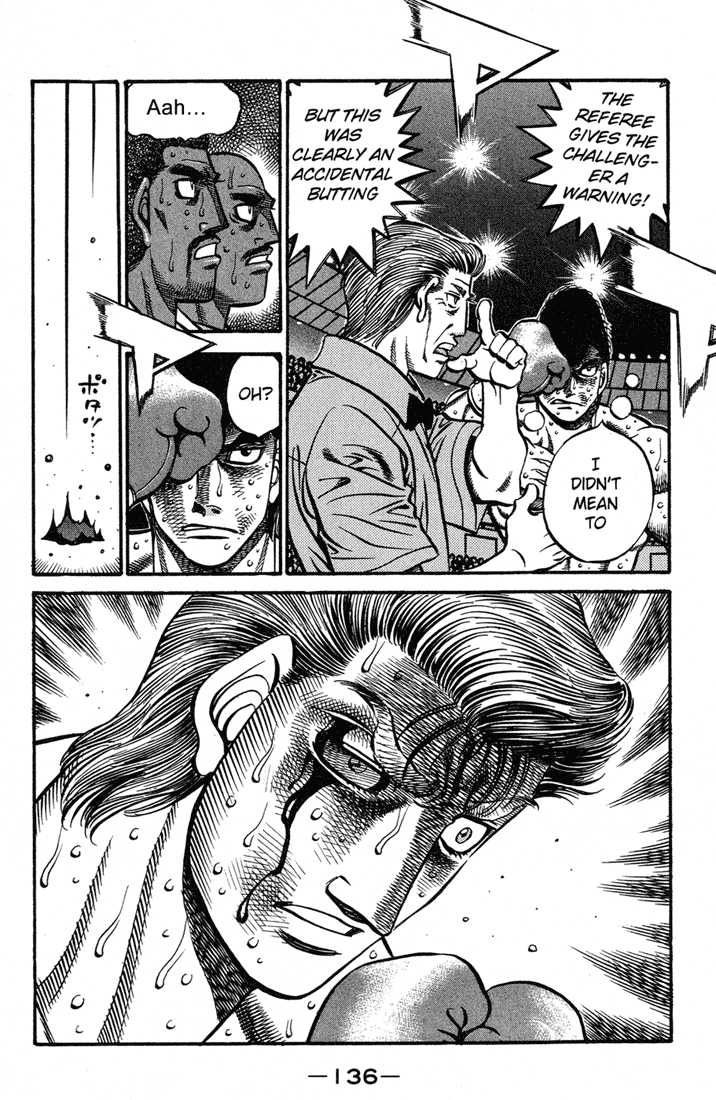 THE
REFEREE
GIVES THE
CHALLENG-
ER A
WARNING!
BUT THIS
WAS
CLEARLY AN
ACCIDENTAL
BUTTING
I
DIDN'T
MEAN TO
Aah...
OH?
ポタッ…
—136—